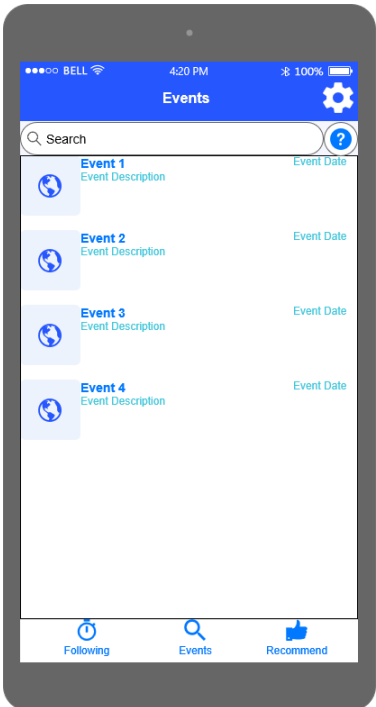 BELL 4:20 PM 100%
Events
Search ?
Event 1 Event Date
Event Description
Event 2 Event Date
Event Description
Event 3 Event Date
Event Description
Event 4 Event Date
Event Description
Following Events Recommend